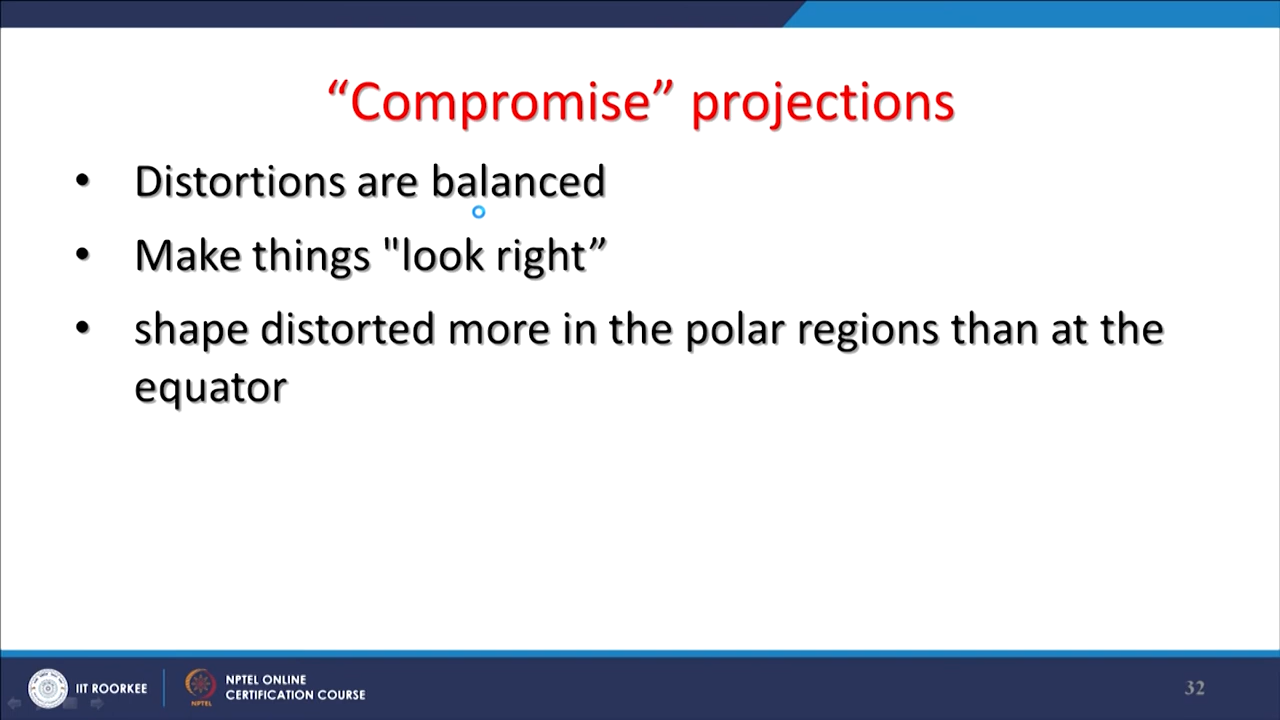 “Compromise” projections
• Distortions are balanced
• Make things "look right”
• shape distorted more in the polar regions than at the
equator
IIT ROORKEE
NPTEL
NPTEL ONLINE
CERTIFICATION COURSE
32